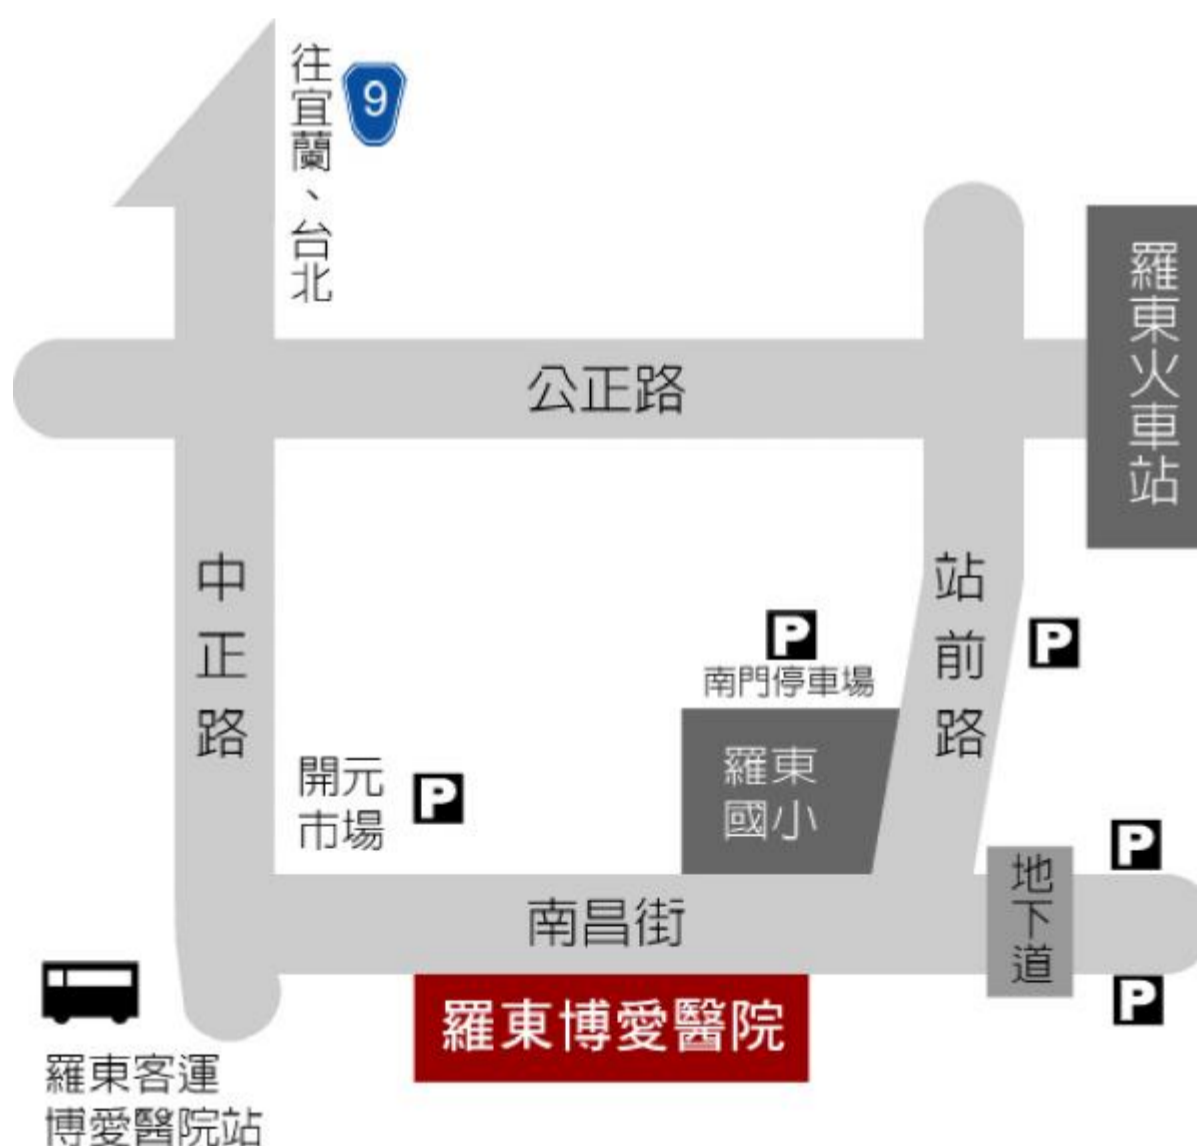 往宜蘭、台北
9
羅東火車站
公正路
中正路
站前路
P
P
南門停車場
羅東
國小
開元
市場
P
P
地下道
南昌街
P
羅東博愛醫院
羅東客運
博愛醫院站